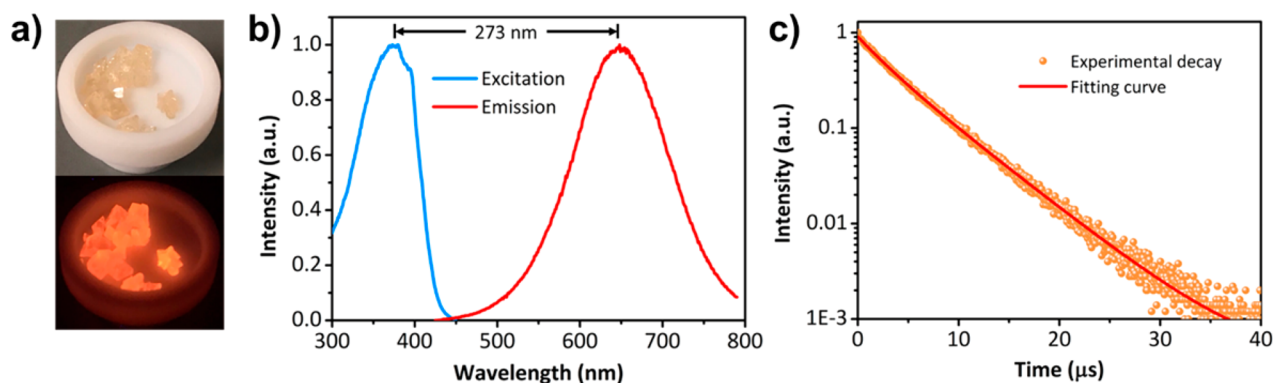 a)
b)
273 nm
Excitation
Emission
Intensity (a.u.)
1.0
0.8
0.6
0.4
0.2
0.0
300 400 500 600 700 800
Wavelength (nm)
c)
Experimental decay
Fitting curve
Intensity (a.u.)
1
0.1
0.01
1E-3
0 10 20 30 40
Time (μs)